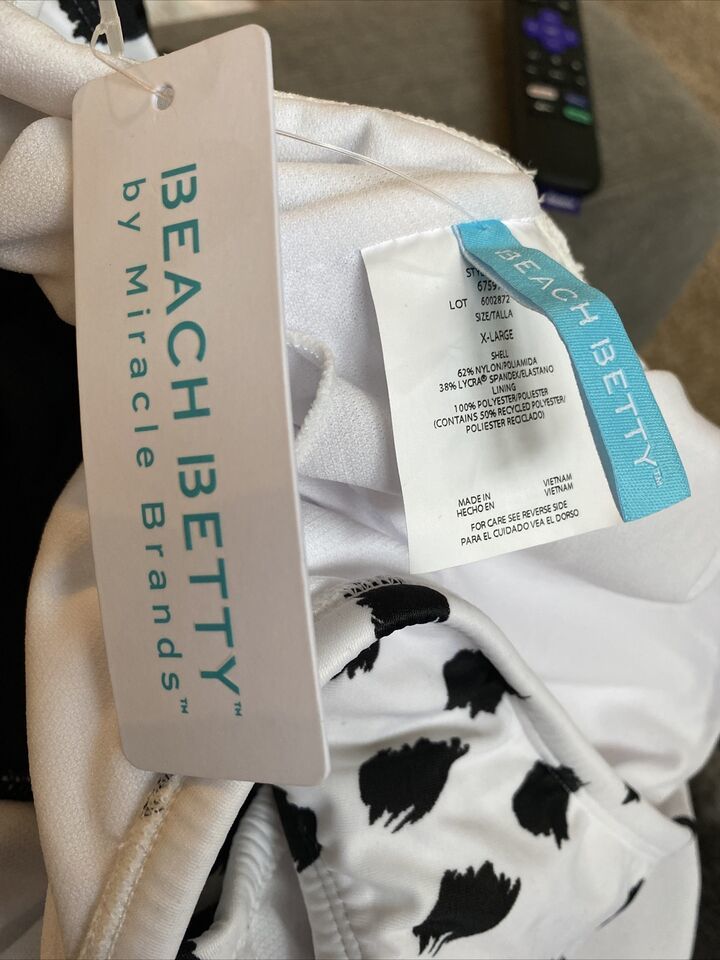 BEACH BETTY™
by Miracle Brands™
BEACH BETTY™
LOT 6002872
SIZE/TALLA
X-LARGE
SHELL
62% NYLON/POLIAMIDA
38% LYCRA® SPANDEX/ELASTANO
LINING
100% POLYESTER/POLIESTER
(CONTAINS 50% RECYCLED POLYESTER/
POLIESTER RECICLADO)
MADE IN VIETNAM
HECHO EN VIETNAM
FOR CARE SEE REVERSE SIDE
PARA EL CUIDADO VEA EL DORSO